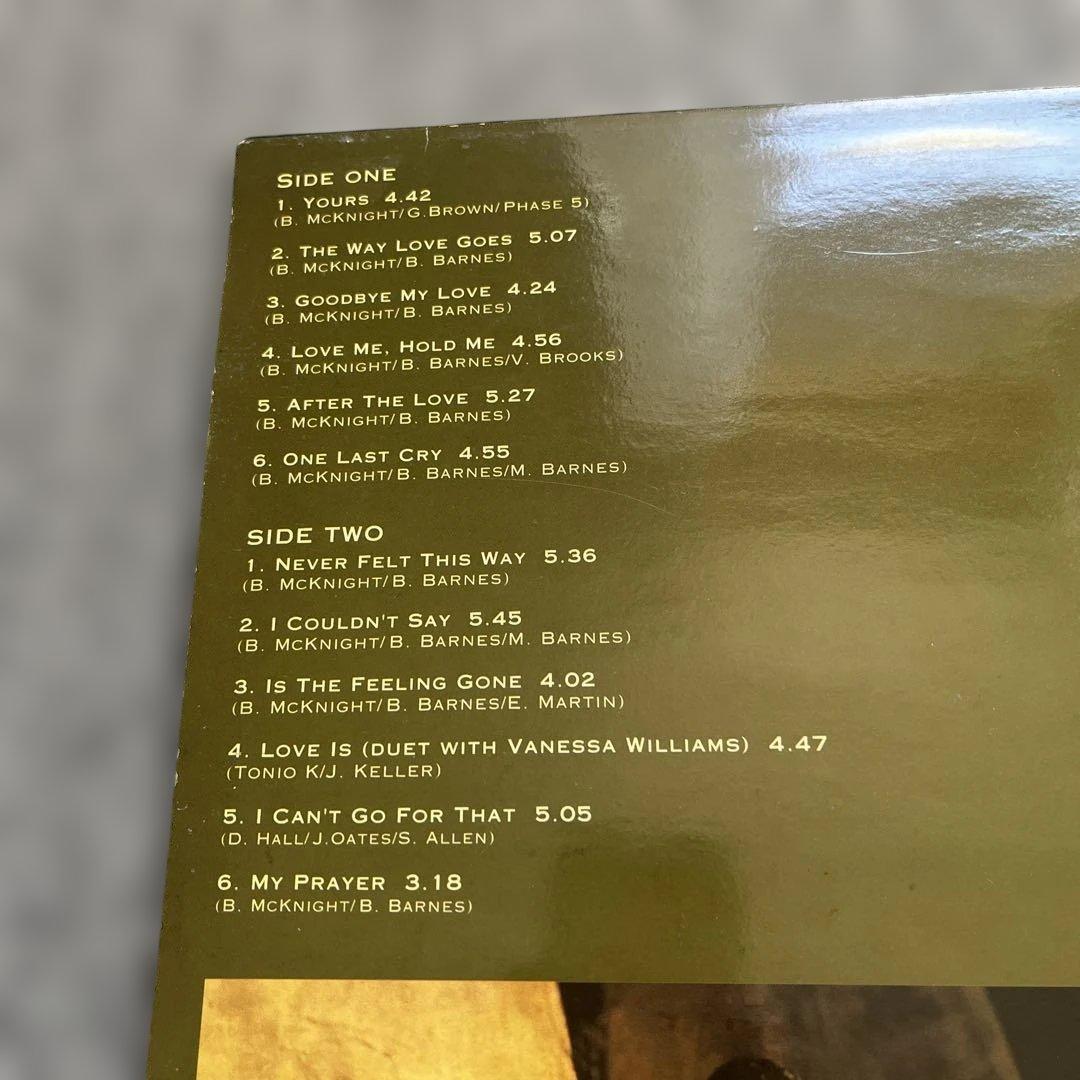 SIDE ONE
1. YOURS 4.42
(B. MCKNIGHT/G.BROWN/PHASE 5)
2. THE WAY LOVE GOES 5.07
(B. MCKNIGHT/B. BARNES)
3. GOODBYE MY LOVE 4.24
(B. MCKNIGHT/B. BARNES)
4. LOVE ME, HOLD ME 4.56
(B. MCKNIGHT/B. BARNES/V. BROOKS)
5. AFTER THE LOVE 5.27
(B. MCKNIGHT/B. BARNES)
6. ONE LAST CRY 4.55
(B. MCKNIGHT/B. BARNES/M. BARNES)
SIDE TWO
1. NEVER FELT THIS WAY 5.36
(B. MCKNIGHT/B. BARNES)
2. I COULDN'T SAY 5.45
(B. MCKNIGHT/B. BARNES/M. BARNES)
3. IS THE FEELING GONE 4.02
(B. MCKNIGHT/B. BARNES/E. MARTIN)
4. LOVE IS (DUET WITH VANESSA WILLIAMS) 4.47
(TONIO K/J. KELLER)
5. I CAN'T GO FOR THAT 5.05
(D. HALL/J.OATES/S. ALLEN)
6. MY PRAYER 3.18
(B. MCKNIGHT/B. BARNES)